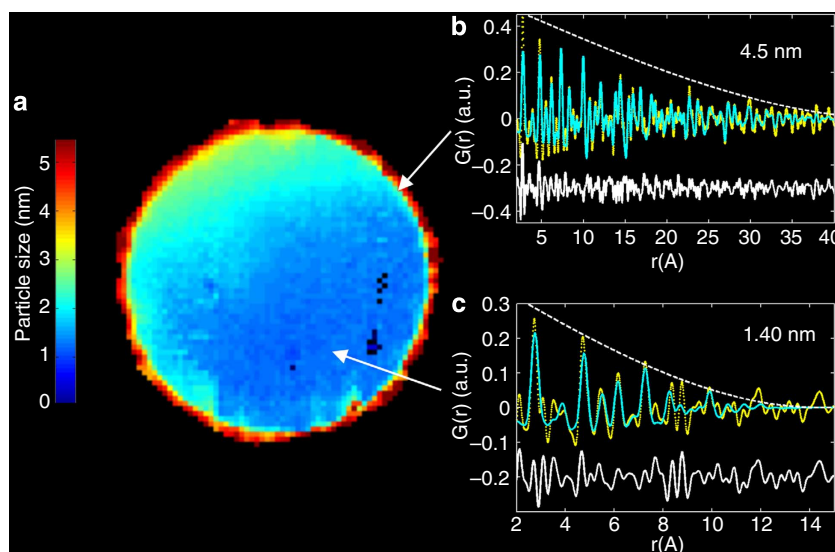 a
Particle size (nm)
5
4
3
2
1
0
b
4.5 nm
G(r) (a.u.)
0.4
0.2
0
−0.2
−0.4
5 10 15 20 25 30 35 40
r(A)
c
1.40 nm
G(r) (a.u.)
0.3
0.2
0.1
0
−0.1
−0.2
2 4 6 8 10 12 14
r(A)